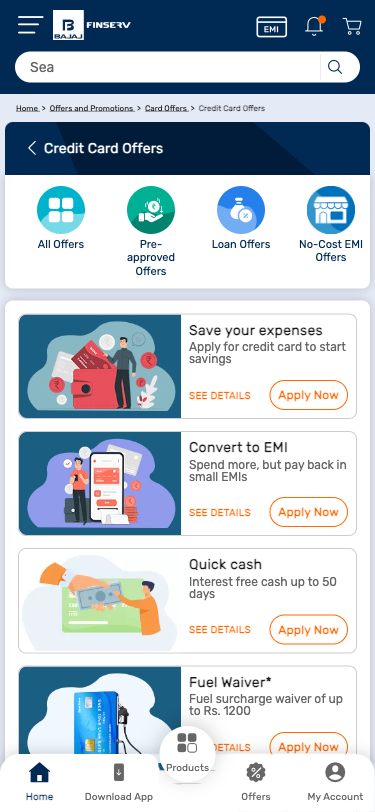 B
BAJAJ
FINSERV
EMI
Sea
Home > Offers and Promotions > Card Offers > Credit Card Offers
Credit Card Offers
All Offers
Pre-
approved
Offers
Loan Offers
No-Cost EMI
Offers
Save your expenses
Apply for credit card to start
savings
SEE DETAILS
Apply Now
Convert to EMI
Spend more, but pay back in
small EMIs
SEE DETAILS
Apply Now
Quick cash
Interest free cash up to 50
days
SEE DETAILS
Apply Now
Fuel Waiver*
Fuel surcharge waiver of up
to Rs. 1200
DETAILS
Apply Now
Home
Download App
Products
Offers
My Account